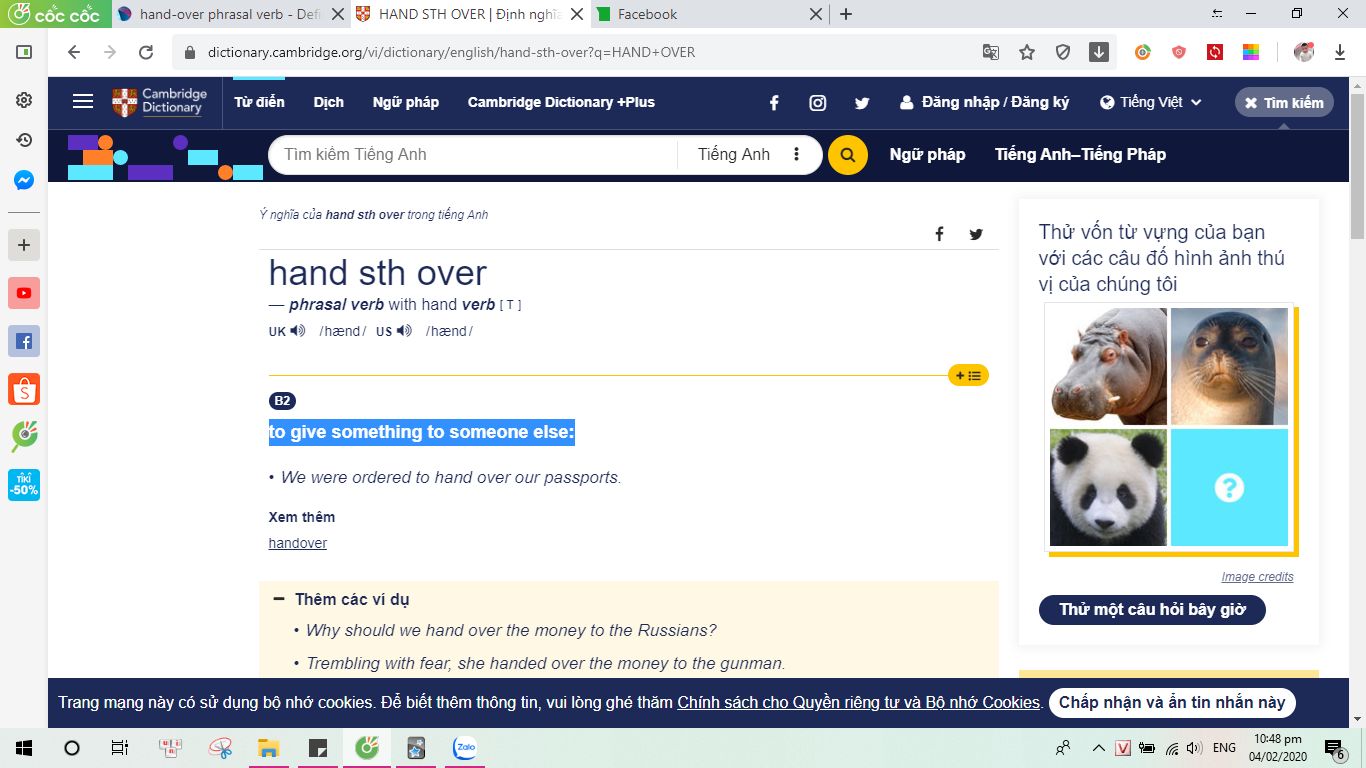 cốc cốc
hand-over phrasal verb - Defi
HAND STH OVER | Định nghĩa
Facebook
dictionary.cambridge.org/vi/dictionary/english/hand-sth-over?q=HAND+OVER
Cambridge
Dictionary
Từ điển
Dịch
Ngữ pháp
Cambridge Dictionary +Plus
Đăng nhập / Đăng ký
Tiếng Việt
Tìm kiếm
Tìm kiếm Tiếng Anh
Tiếng Anh
Ngữ pháp
Tiếng Anh–Tiếng Pháp
Ý nghĩa của hand sth over trong tiếng Anh
hand sth over
— phrasal verb with hand verb [ T ]
UK /hænd/ US /hænd/
B2
to give something to someone else:
• We were ordered to hand over our passports.
Xem thêm
handover
Thêm các ví dụ
• Why should we hand over the money to the Russians?
• Trembling with fear, she handed over the money to the gunman.
Thử vốn từ vựng của bạn
với các câu đố hình ảnh thú
vị của chúng tôi
?
Image credits
Thử một câu hỏi bây giờ
TIKI
-50%
Trang mạng này có sử dụng bộ nhớ cookies. Để biết thêm thông tin, vui lòng ghé thăm Chính sách cho Quyền riêng tư và Bộ nhớ Cookies.
Chấp nhận và ẩn tin nhắn này
Zalo
V
ENG
10:48 pm
04/02/2020
6